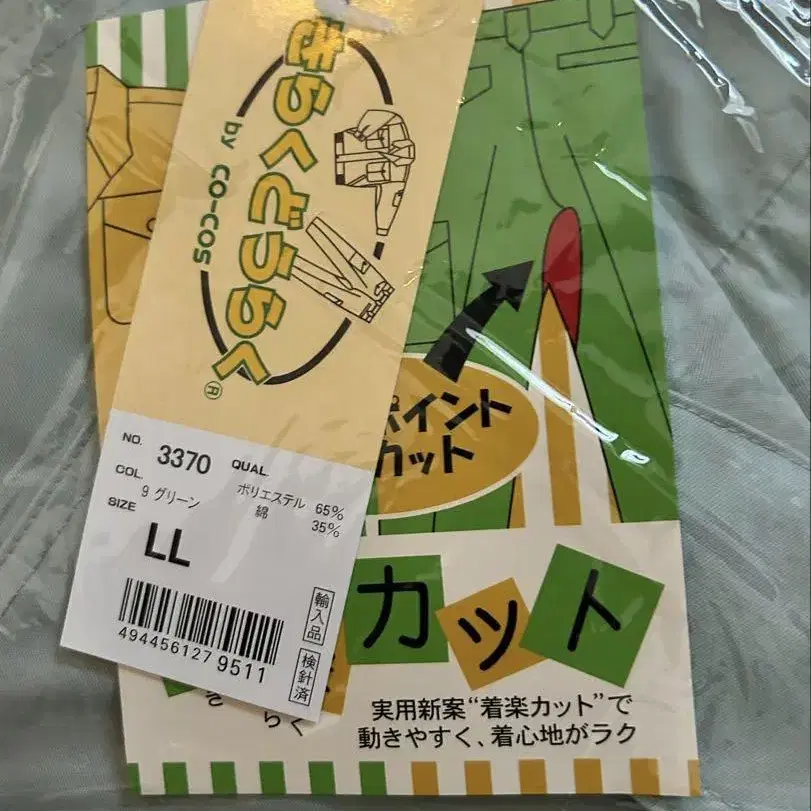 きらくどうらく®
by CO-COS
NO. 3370
COL. 9 グリーン
SIZE LL
QUAL. ポリエステル 65%
綿 35%
4944561279511
輸入品
検針済
ポイント
カット
カット
きらく
実用新案“着楽カット”で
動きやすく、着心地がラク